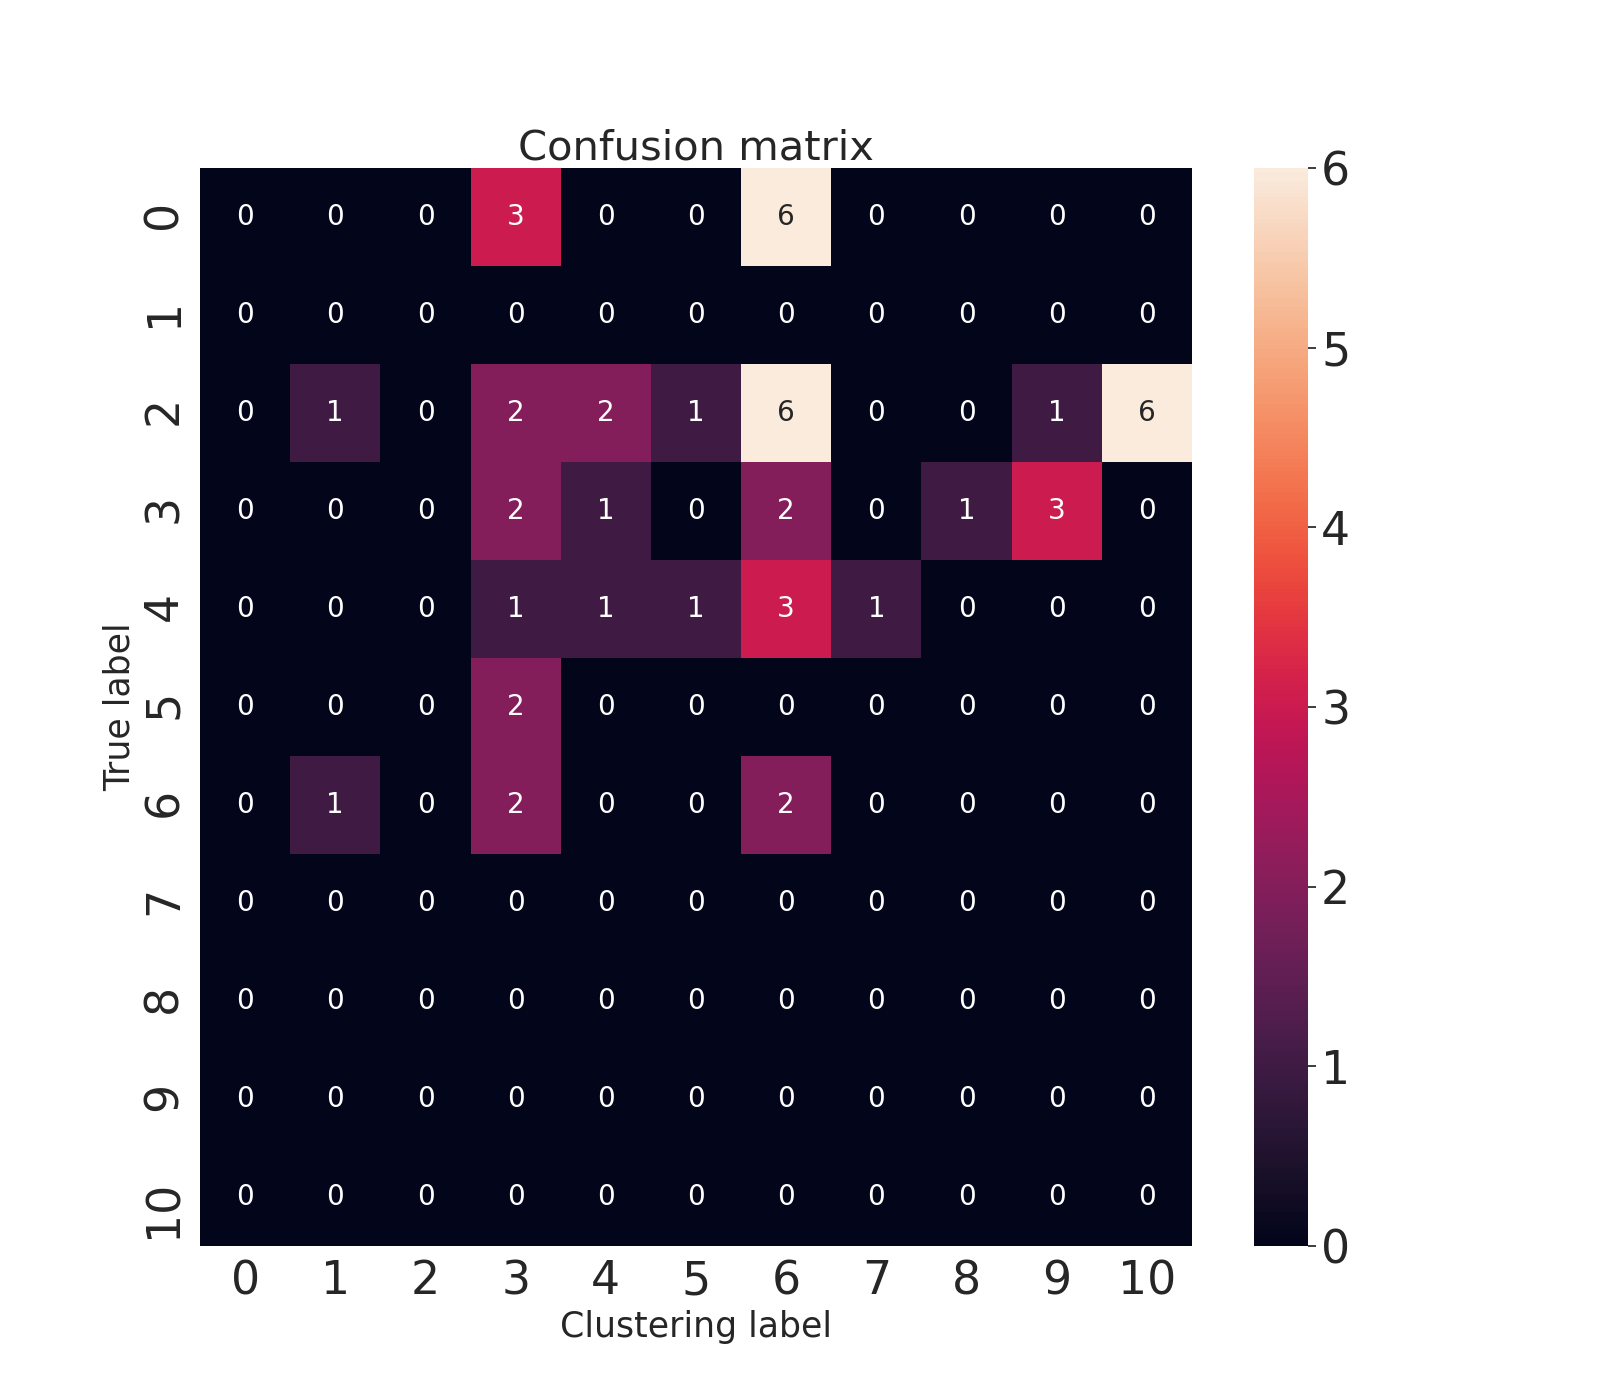 Confusion matrix
0 0 0 0 3 0 0 6 0 0 0 0
1 0 0 0 0 0 0 0 0 0 0 0
2 0 1 0 2 2 1 6 0 0 1 6
3 0 0 0 2 1 0 2 0 1 3 0
4 0 0 0 1 1 1 3 1 0 0 0
5 0 0 0 2 0 0 0 0 0 0 0
6 0 1 0 2 0 0 2 0 0 0 0
7 0 0 0 0 0 0 0 0 0 0 0
8 0 0 0 0 0 0 0 0 0 0 0
9 0 0 0 0 0 0 0 0 0 0 0
10 0 0 0 0 0 0 0 0 0 0 0
True label
0 1 2 3 4 5 6 7 8 9 10
Clustering label
6
5
4
3
2
1
0